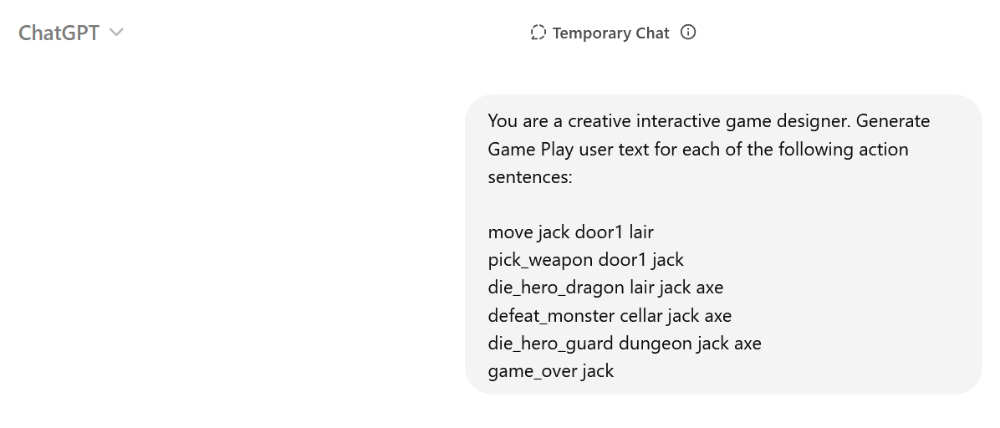 ChatGPT
Temporary Chat
You are a creative interactive game designer. Generate
Game Play user text for each of the following action
sentences:
move jack door1 lair
pick_weapon door1 jack
die_hero_dragon lair jack axe
defeat_monster cellar jack axe
die_hero_guard dungeon jack axe
game_over jack